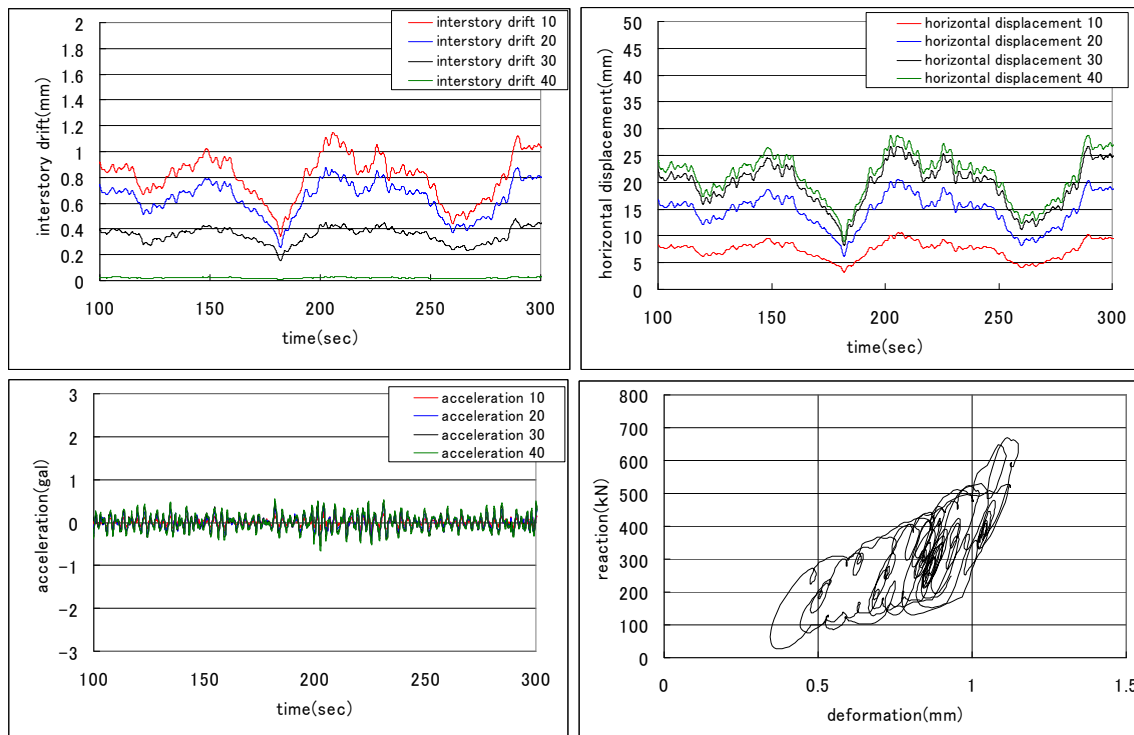 2
1.8
1.6
1.4
1.2
1
0.8
0.6
0.4
0.2
0
interstory drift(mm)
interstory drift 10
interstory drift 20
interstory drift 30
interstory drift 40
100 150 200 250 300
time(sec)
50
45
40
35
30
25
20
15
10
5
0
horizontal displacement(mm)
horizontal displacement 10
horizontal displacement 20
horizontal displacement 30
horizontal displacement 40
100 150 200 250 300
time(sec)
3
2
1
0
-1
-2
-3
acceleration(gal)
acceleration 10
acceleration 20
acceleration 30
acceleration 40
100 150 200 250 300
time(sec)
800
700
600
500
400
300
200
100
0
reaction(kN)
0 0.5 1 1.5
deformation(mm)